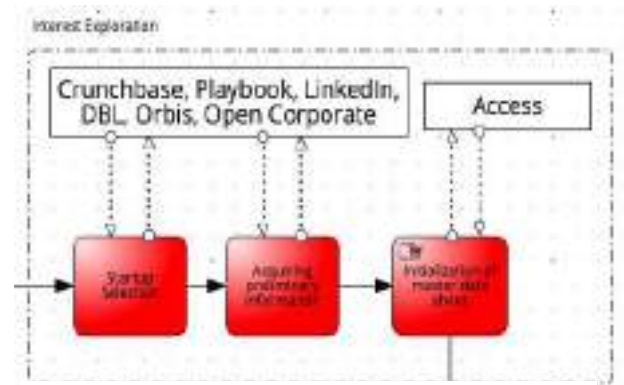 Interest Exploration
Crunchbase, Playbook, LinkedIn,
DBL, Orbis, Open Corporate
Access
Startup
Selection
Acquiring
preliminary
information
Initialization of
master data
sheet